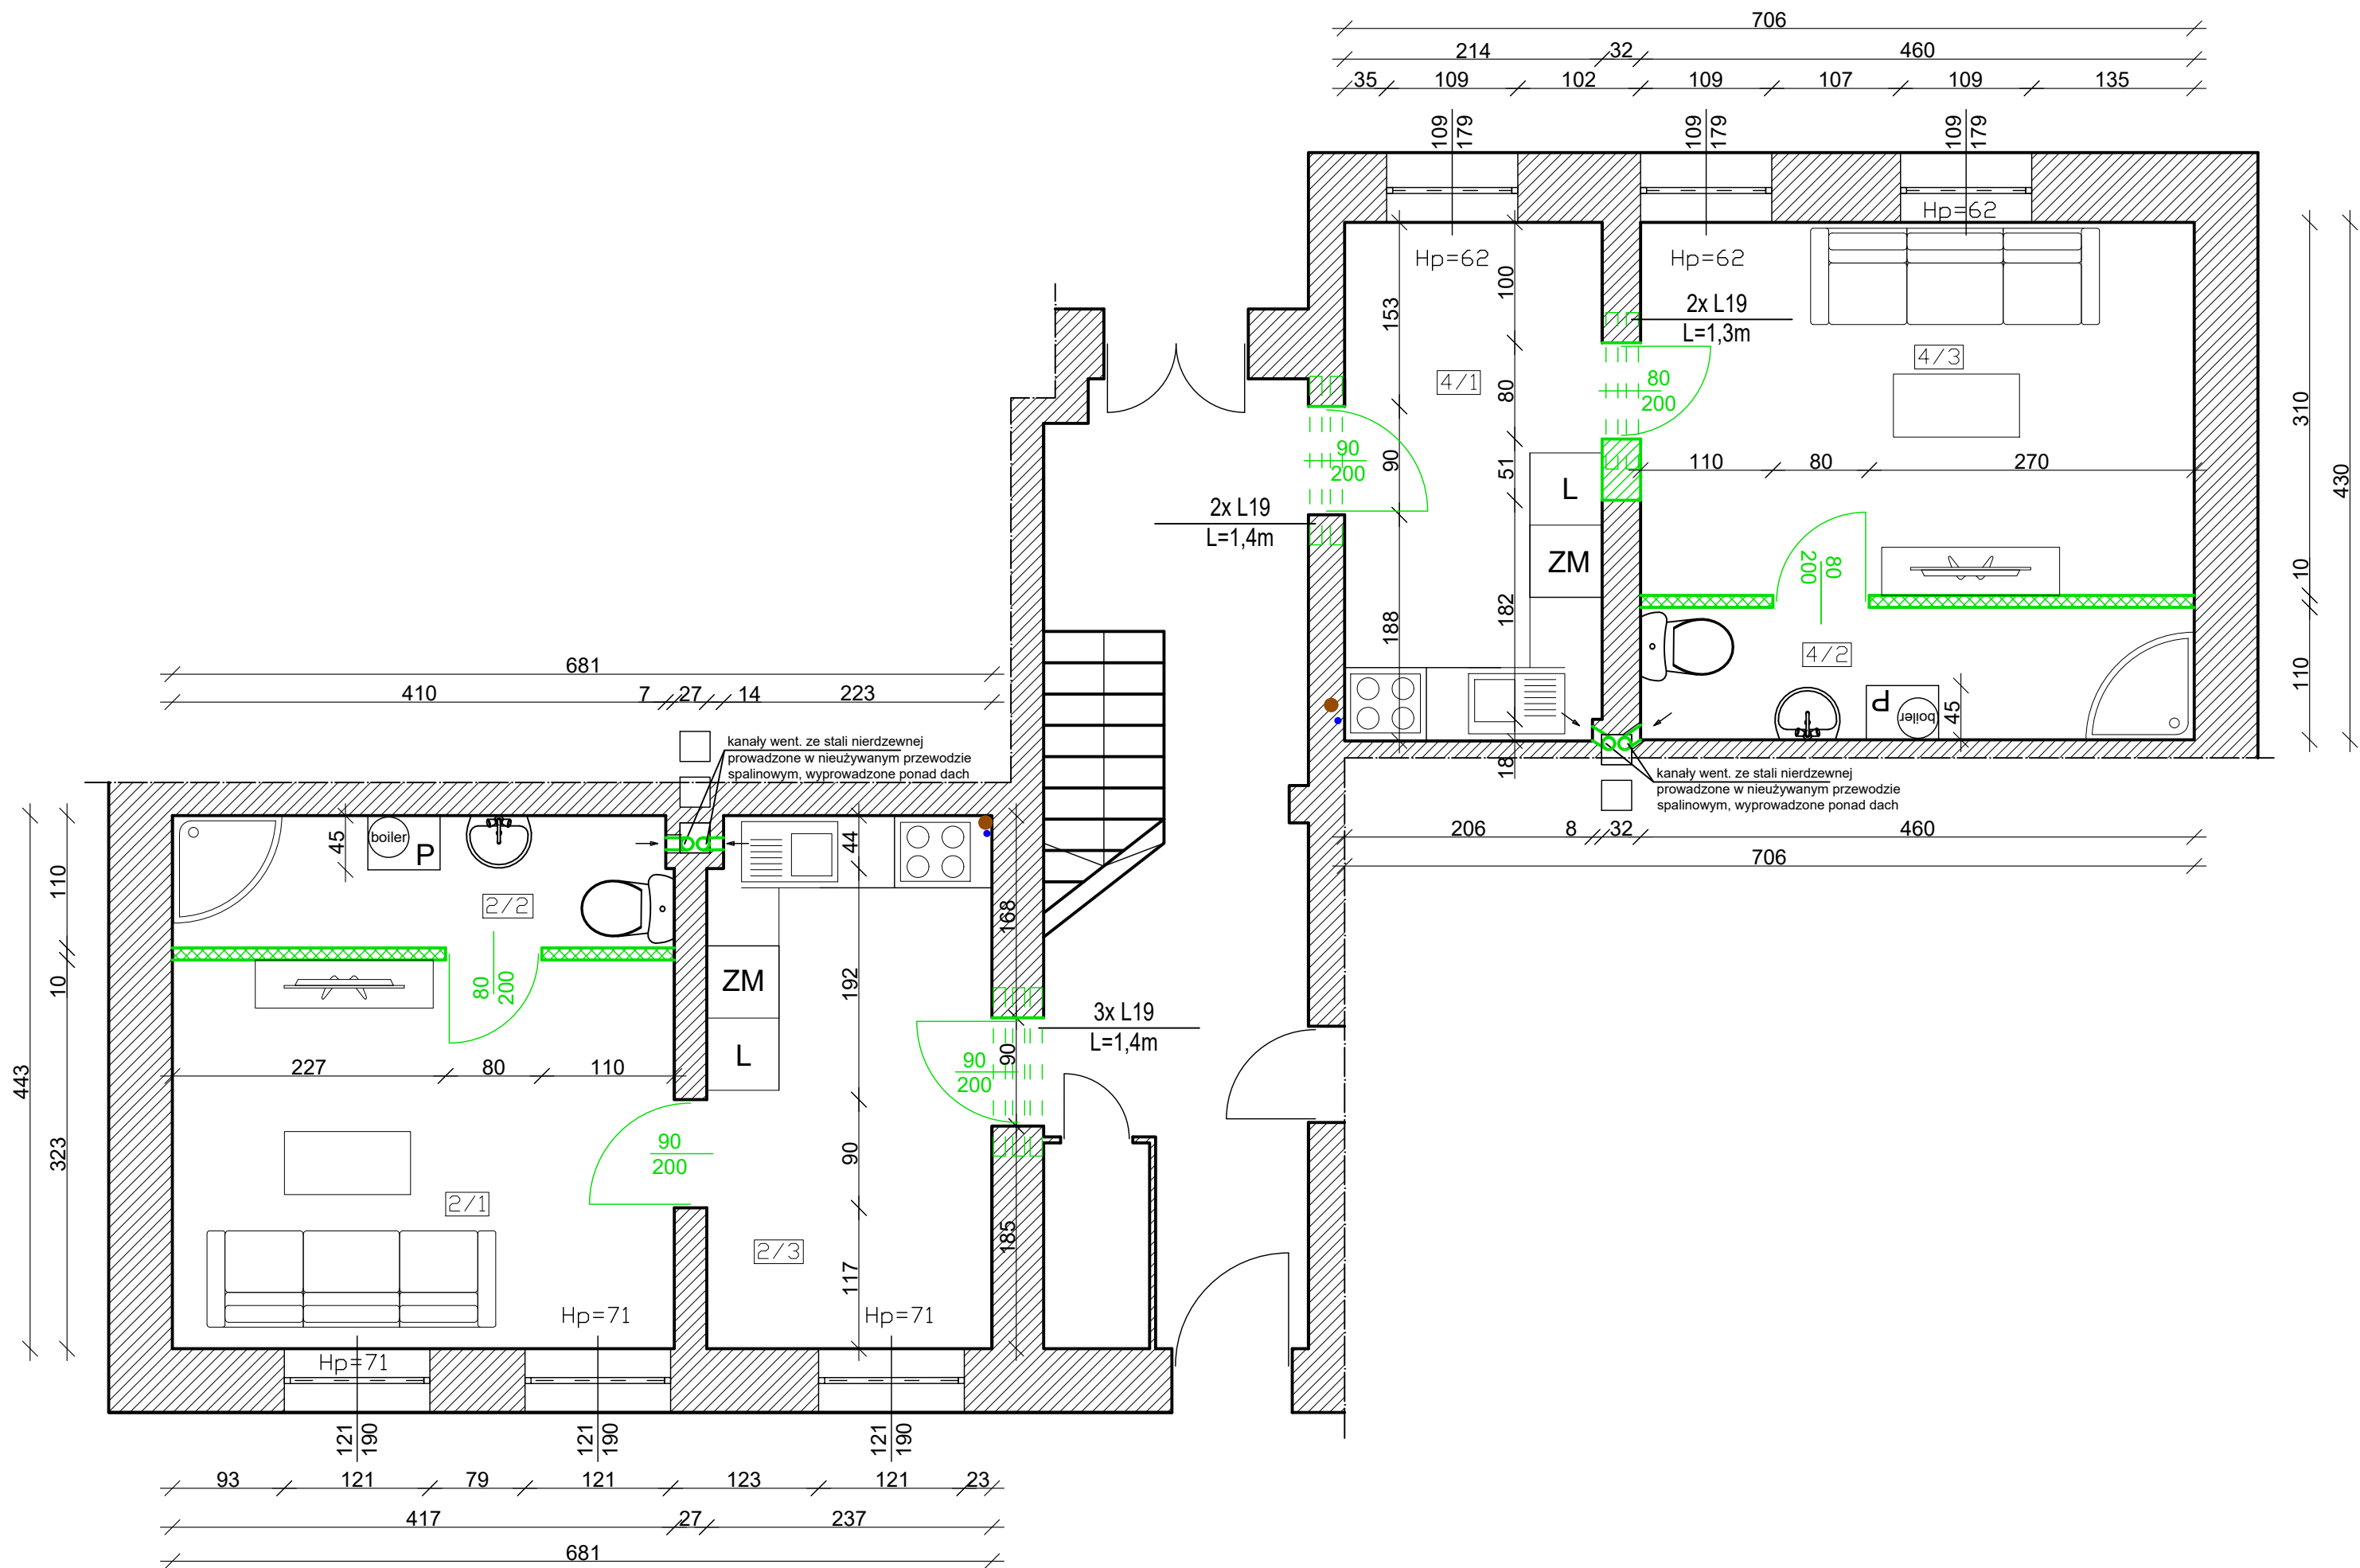 706
214 32 460
35 109 102 109 107 109 135
109
179
109
179
109
179
Hp=62
Hp=62
Hp=62
100
153
2x L19
L=1,3m
4/3
4/1
80
80
200
310
430
90
200
90
51
110 80 270
L
2x L19
L=1,4m
ZM
80
200
10
182
188
4/2
110
681
410 7 27 14 223
P
boiler
45
kanały went. ze stali nierdzewnej
prowadzone w nieużywanym przewodzie
spalinowym, wyprowadzone ponad dach
18
kanały went. ze stali nierdzewnej
prowadzone w nieużywanym przewodzie
spalinowym, wyprowadzone ponad dach
206 8 32 460
706
45
boiler
P
44
110
2/2
168
10
80
200
ZM
192
3x L19
L=1,4m
L
90
200
90
443
227 80 110
323
90
200
90
2/1
2/3
185
117
Hp=71
Hp=71
Hp=71
121
190
121
190
121
190
93 121 79 121 123 121 23
417 27 237
681